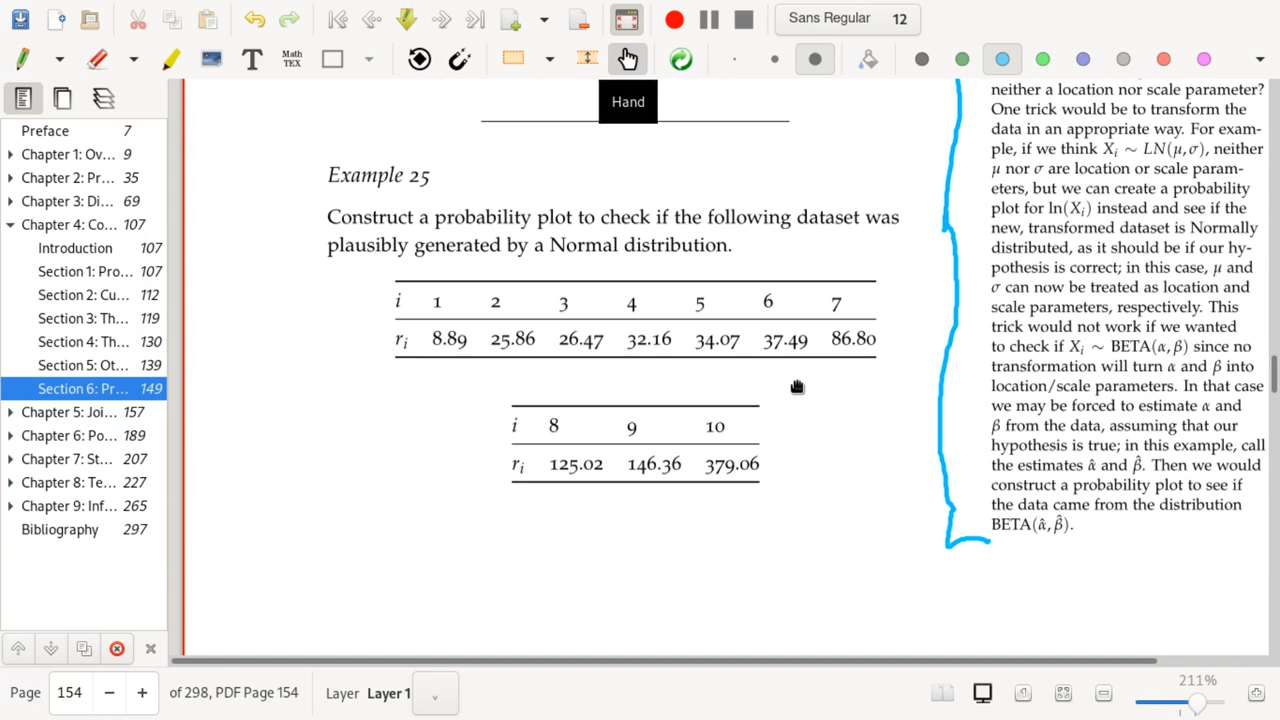 Sans Regular 12
Math
TEX
T
Hand
Preface 7
Chapter 1: Ov... 9
Chapter 2: Pr... 35
Chapter 3: Di... 69
Chapter 4: Co... 107
Introduction 107
Section 1: Pro... 107
Section 2: Cu... 112
Section 3: Th... 119
Section 4: Th... 130
Section 5: Ot... 139
Section 6: Pr... 149
Chapter 5: Joi... 157
Chapter 6: Po... 189
Chapter 7: St... 207
Chapter 8: Te... 227
Chapter 9: Inf... 265
Bibliography 297
Example 25
Construct a probability plot to check if the following dataset was
plausibly generated by a Normal distribution.
i 1 2 3 4 5 6 7
rᵢ 8.89 25.86 26.47 32.16 34.07 37.49 86.80
i 8 9 10
rᵢ 125.02 146.36 379.06
neither a location nor scale parameter?
One trick would be to transform the
data in an appropriate way. For exam-
ple, if we think Xᵢ ∼ LN(μ, σ), neither
μ nor σ are location or scale param-
eters, but we can create a probability
plot for ln(Xᵢ) instead and see if the
new, transformed dataset is Normally
distributed, as it should be if our hy-
pothesis is correct; in this case, μ and
σ can now be treated as location and
scale parameters, respectively. This
trick would not work if we wanted
to check if Xᵢ ∼ BETA(α, β) since no
transformation will turn α and β into
location/scale parameters. In that case
we may be forced to estimate α and
β from the data, assuming that our
hypothesis is true; in this example, call
the estimates α̂ and β̂. Then we would
construct a probability plot to see if
the data came from the distribution
BETA(α̂, β̂).
Page 154 of 298, PDF Page 154 Layer Layer 1 211%